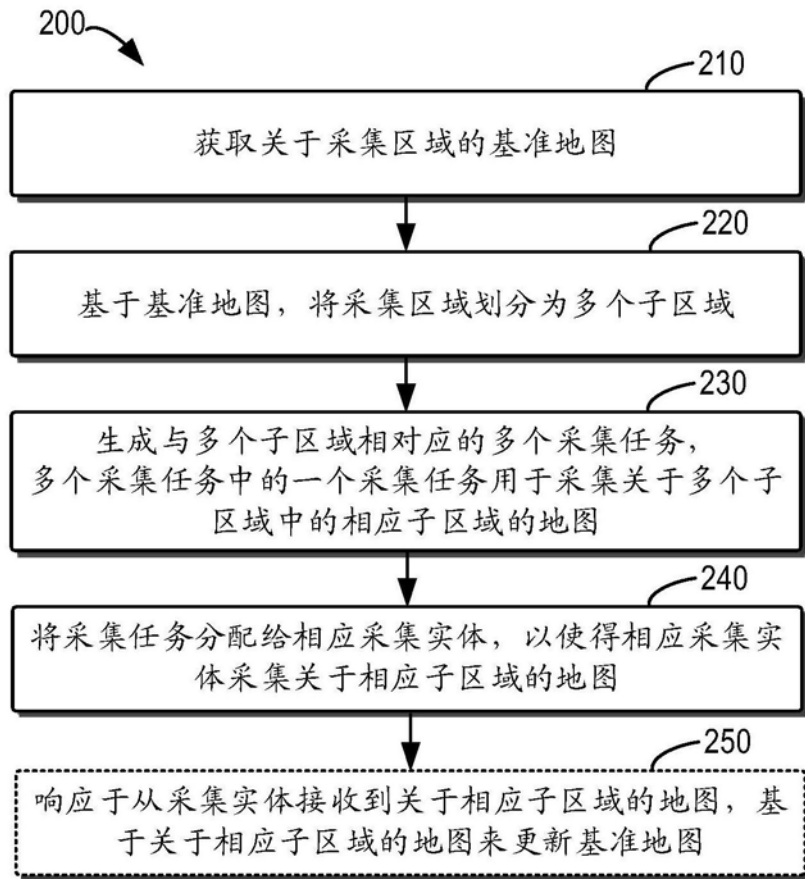 200
210
获取关于采集区域的基准地图
220
基于基准地图，将采集区域划分为多个子区域
230
生成与多个子区域相对应的多个采集任务，
多个采集任务中的一个采集任务用于采集关于多个子
区域中的相应子区域的地图
240
将采集任务分配给相应采集实体，以使得相应采集实
体采集关于相应子区域的地图
250
响应于从采集实体接收到关于相应子区域的地图，基
于关于相应子区域的地图来更新基准地图